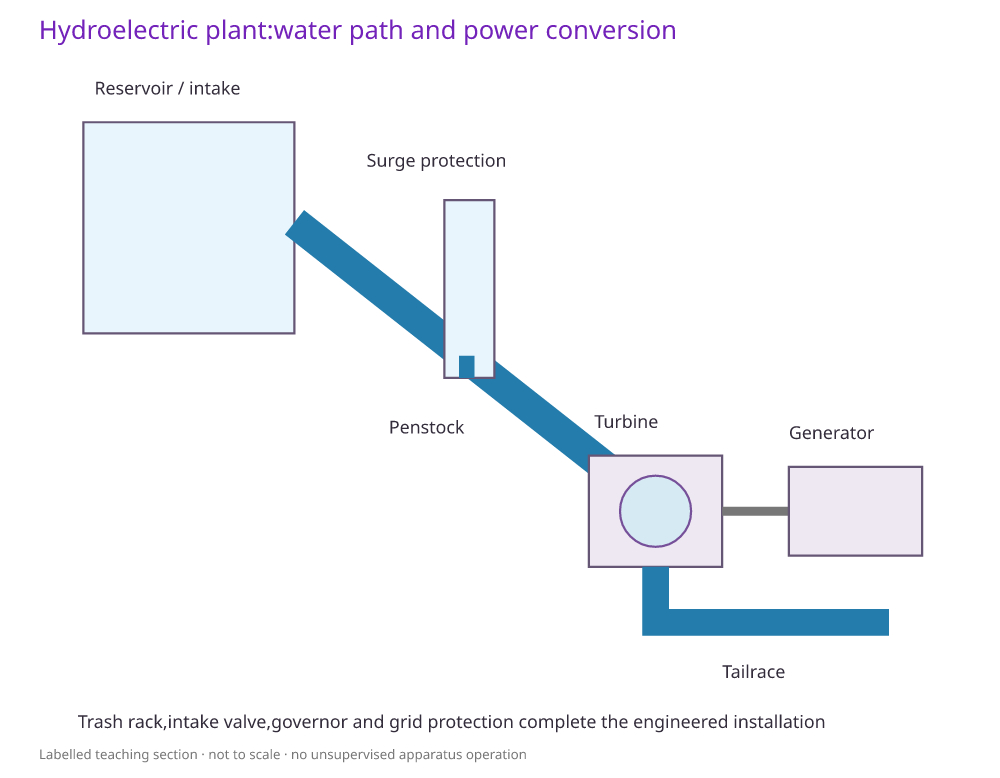 Hydroelectric plant:water path and power conversion
Reservoir / intake
Surge protection
Penstock
Turbine
Generator
Tailrace
Trash rack,intake valve,governor and grid protection complete the engineered installation
Labelled teaching section · not to scale · no unsupervised apparatus operation